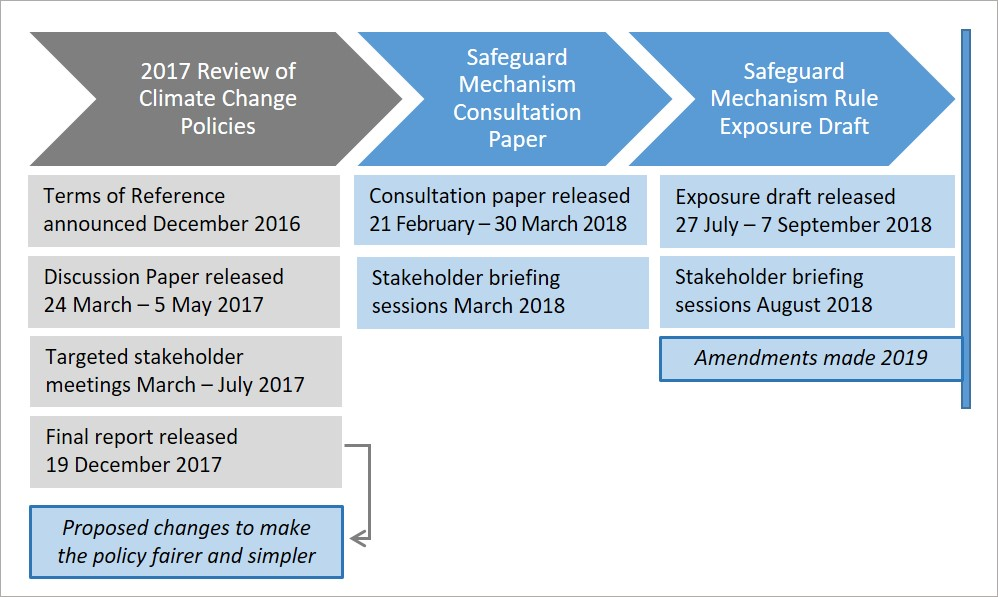 2017 Review of
Climate Change
Policies
Safeguard
Mechanism
Consultation
Paper
Safeguard
Mechanism Rule
Exposure Draft
Terms of Reference
announced December 2016
Discussion Paper released
24 March – 5 May 2017
Targeted stakeholder
meetings March – July 2017
Final report released
19 December 2017
Proposed changes to make
the policy fairer and simpler
Consultation paper released
21 February – 30 March 2018
Stakeholder briefing
sessions March 2018
Exposure draft released
27 July – 7 September 2018
Stakeholder briefing
sessions August 2018
Amendments made 2019